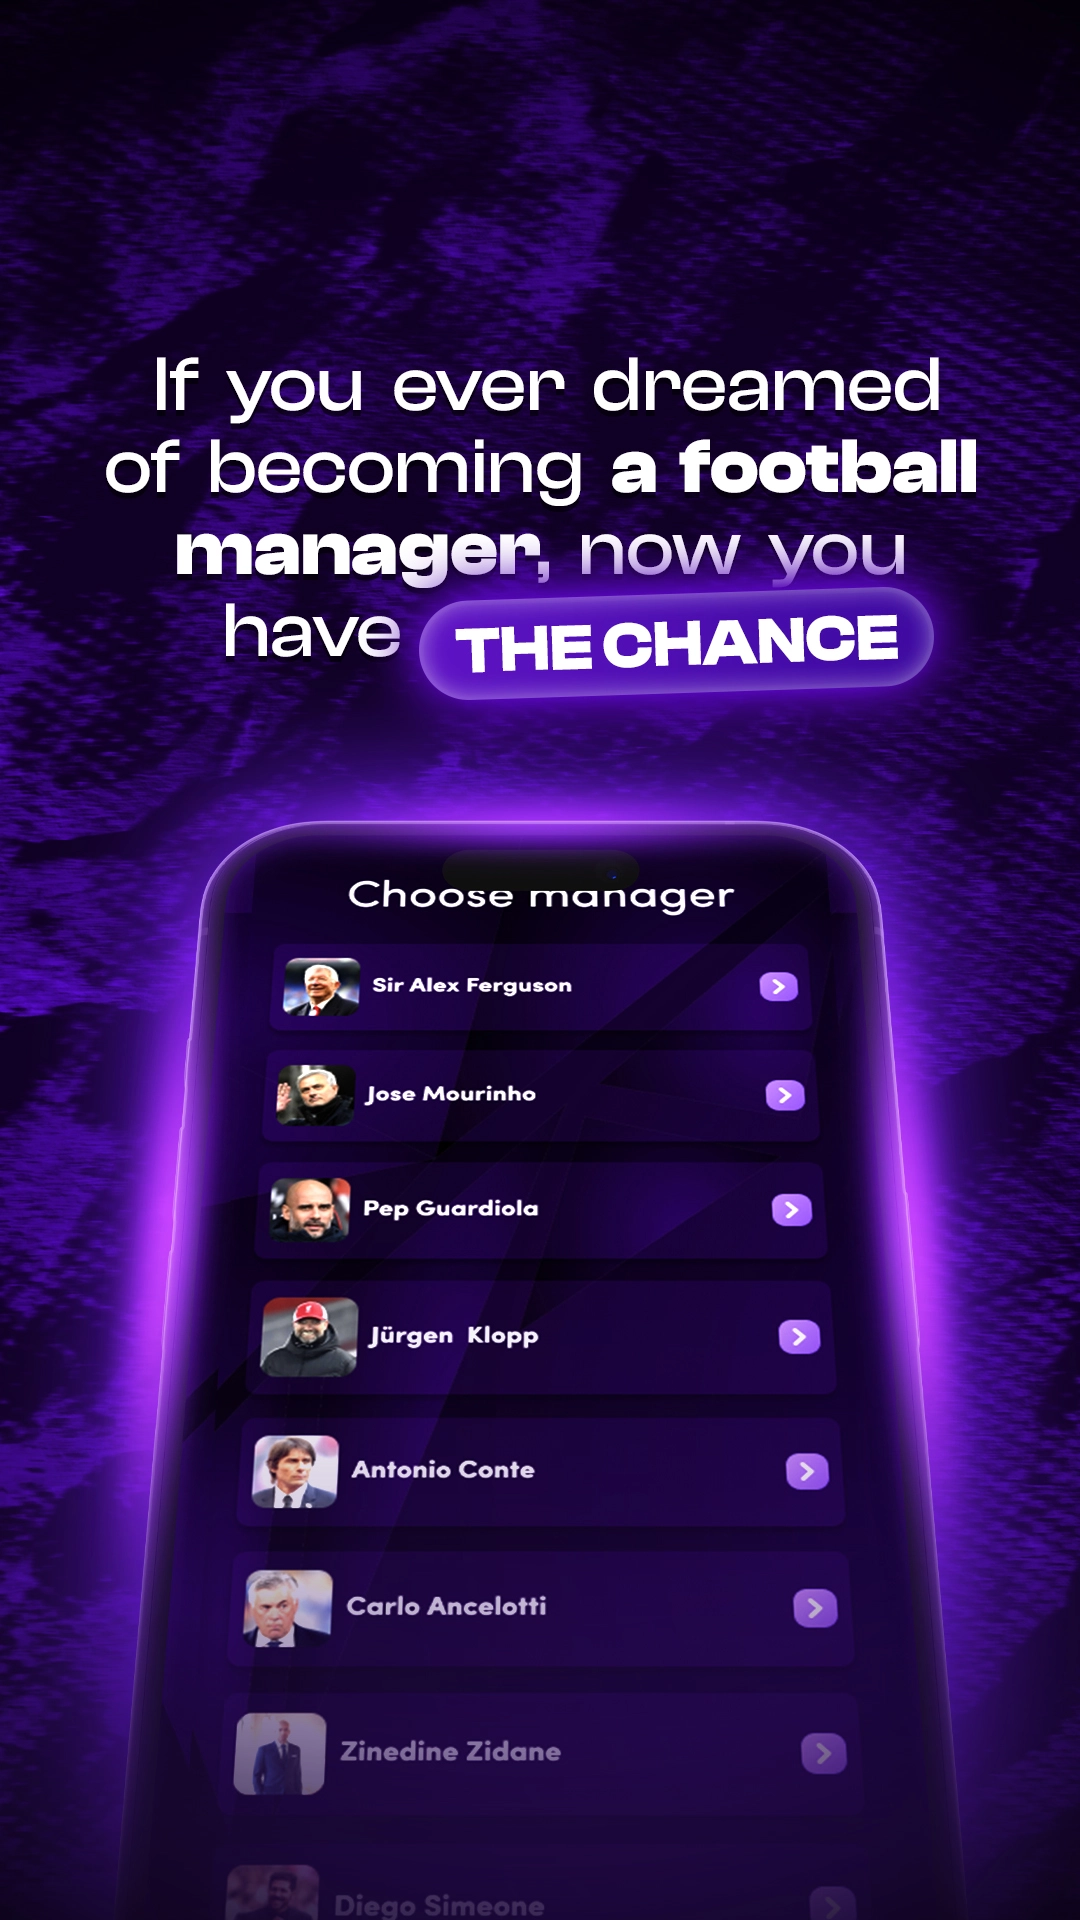 If you ever dreamed
of becoming a football
manager, now you
have THE CHANCE
Choose manager
Sir Alex Ferguson
Jose Mourinho
Pep Guardiola
Jürgen Klopp
Antonio Conte
Carlo Ancelotti
Zinedine Zidane
Diego Simeone